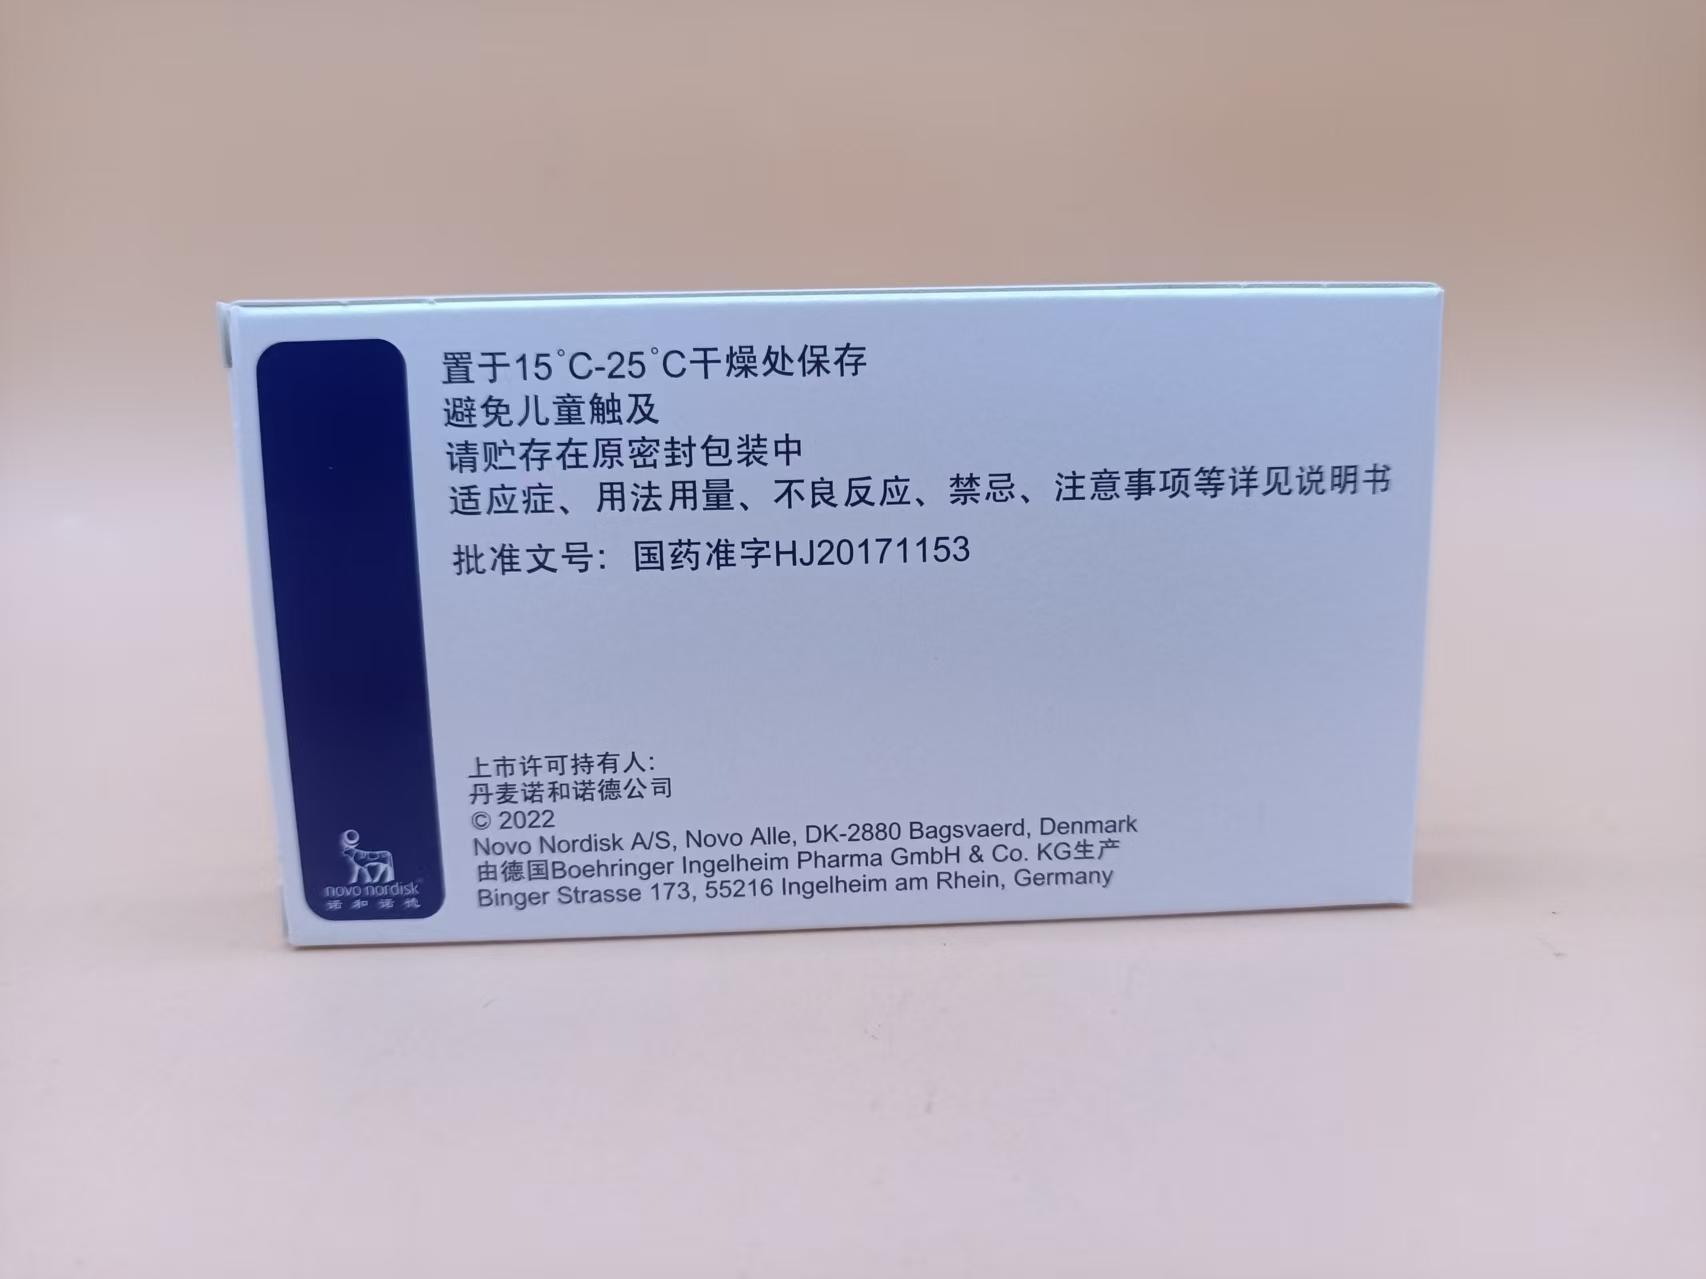 置于15°C-25°C干燥处保存
避免儿童触及
请贮存在原密封包装中
适应症、用法用量、不良反应、禁忌、注意事项等详见说明书
批准文号：国药准字HJ20171153
上市许可持有人:
丹麦诺和诺德公司
© 2022
Novo Nordisk A/S, Novo Alle, DK-2880 Bagsvaerd, Denmark
由德国Boehringer Ingelheim Pharma GmbH & Co. KG生产
Binger Strasse 173, 55216 Ingelheim am Rhein, Germany
novo nordisk
诺和诺德